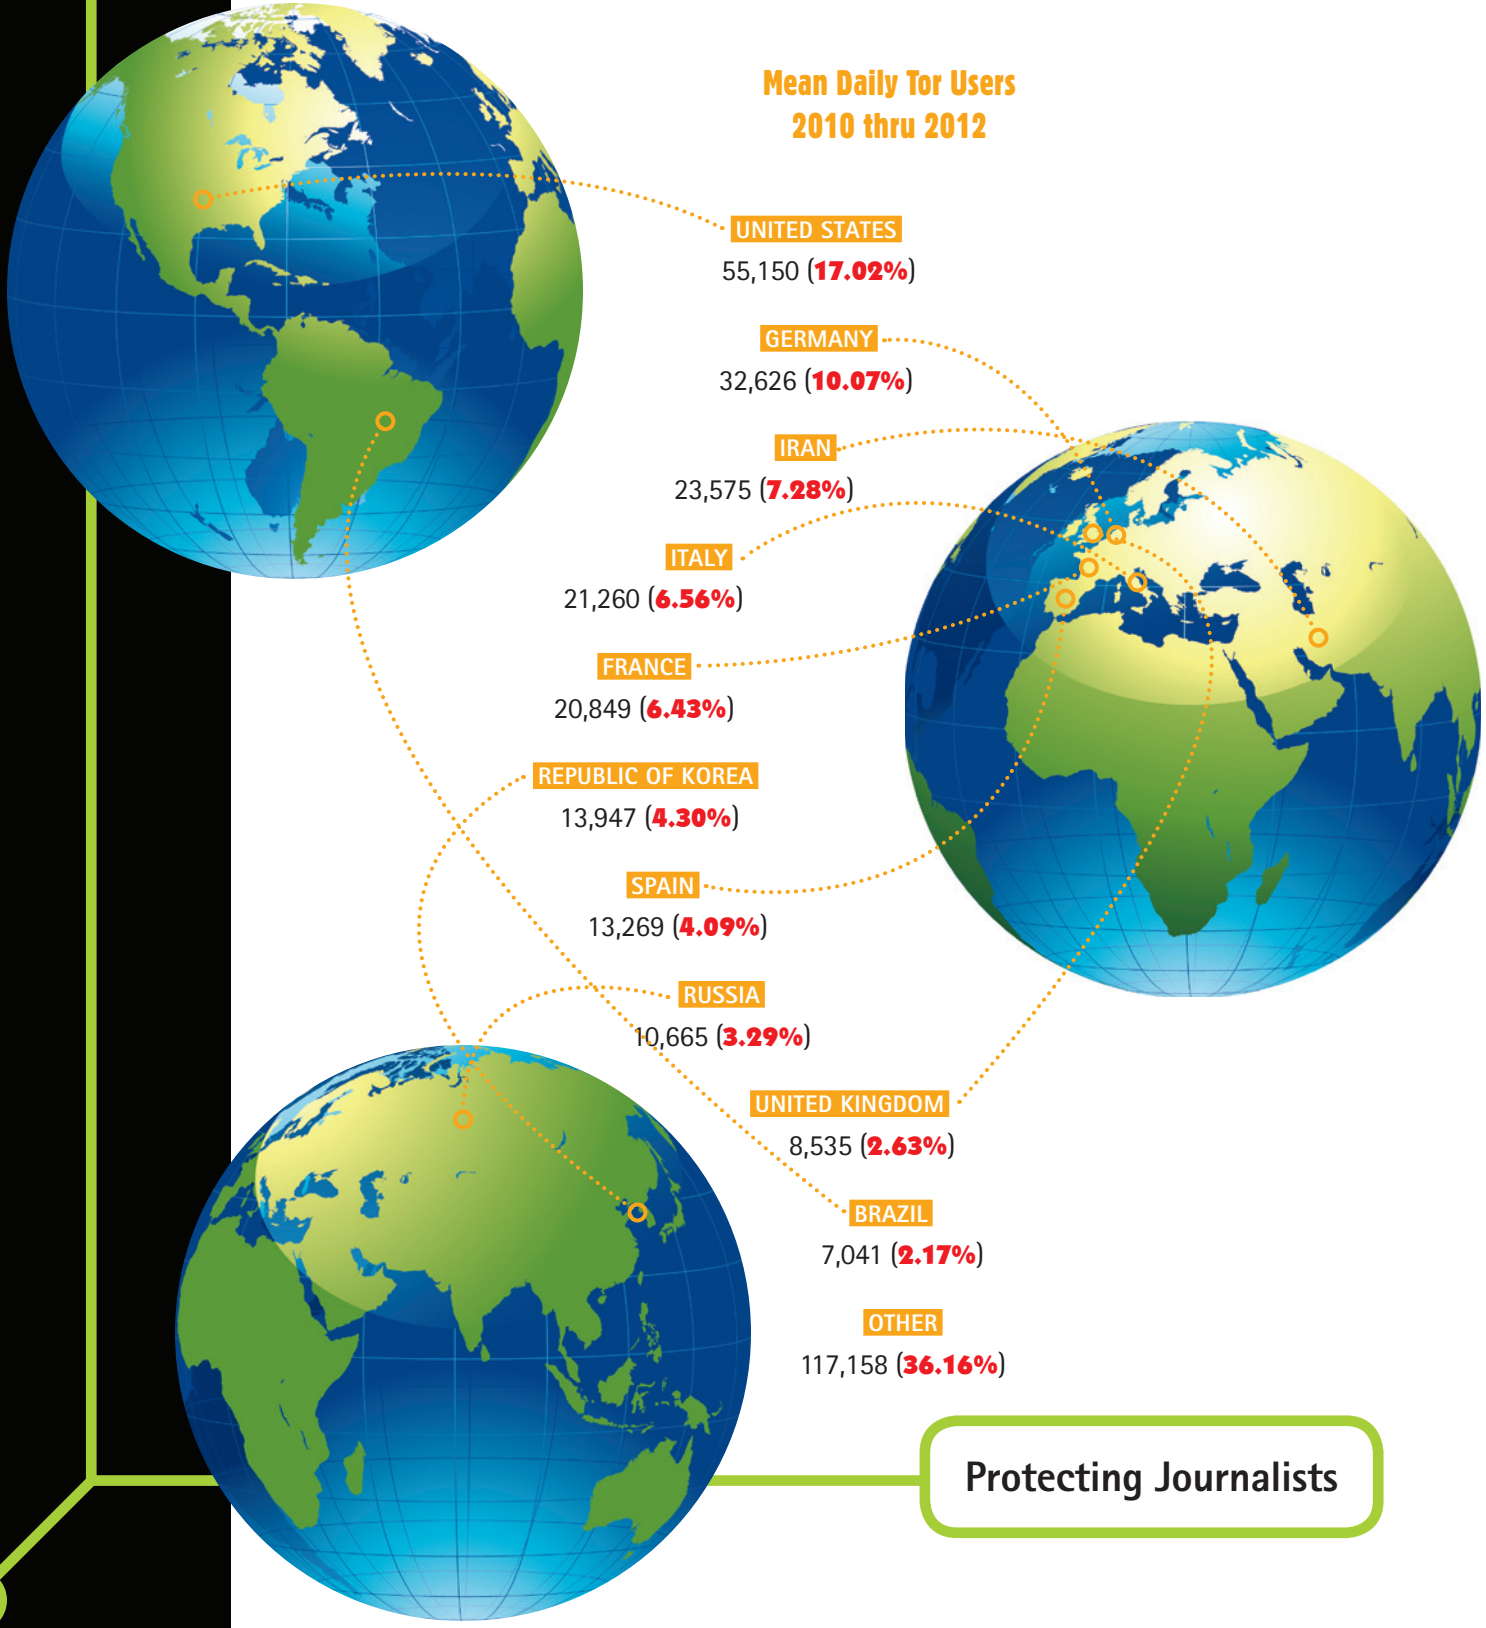 Mean Daily Tor Users
2010 thru 2012
UNITED STATES
55,150 (17.02%)
GERMANY
32,626 (10.07%)
IRAN
23,575 (7.28%)
ITALY
21,260 (6.56%)
FRANCE
20,849 (6.43%)
REPUBLIC OF KOREA
13,947 (4.30%)
SPAIN
13,269 (4.09%)
RUSSIA
10,665 (3.29%)
UNITED KINGDOM
8,535 (2.63%)
BRAZIL
7,041 (2.17%)
OTHER
117,158 (36.16%)
Protecting Journalists